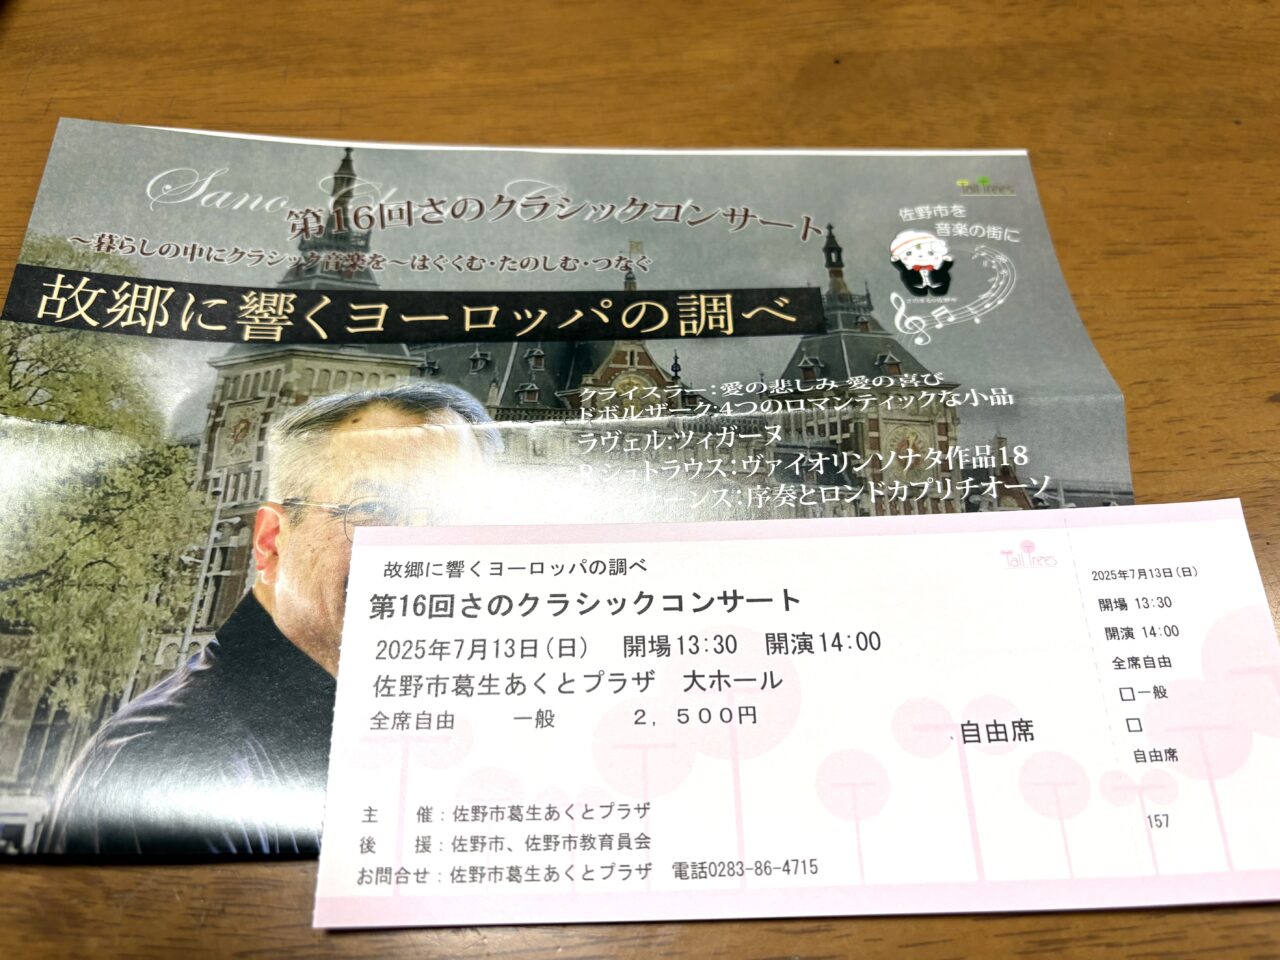 Sano
Tall Trees
第16回さのクラシックコンサート
～暮らしの中にクラシック音楽を～はぐくむ・たのしむ・つなぐ
故郷に響くヨーロッパの調べ
佐野市を
音楽の街に
クライスラー：愛の悲しみ 愛の喜び
ドボルザーク：4つのロマンティックな小品
ラヴェル：ツィガーヌ
R.シュトラウス：ヴァイオリンソナタ作品18
サーンス：序奏とロンドカプリチオーソ
Tall Trees
故郷に響くヨーロッパの調べ
第16回さのクラシックコンサート
2025年7月13日（日） 開場13:30 開演14:00
佐野市葛生あくとプラザ 大ホール
全席自由 一般 2，500円
自由席
主 催：佐野市葛生あくとプラザ
後 援：佐野市、佐野市教育員会
お問合せ：佐野市葛生あくとプラザ 電話0283-86-4715
2025年7月13日（日）
開場 13:30
開演 14:00
全席自由
□一般
□
自由席
157